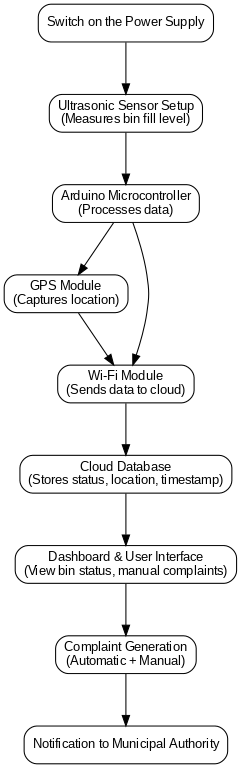 Switch on the Power Supply
Ultrasonic Sensor Setup
(Measures bin fill level)
Arduino Microcontroller
(Processes data)
GPS Module
(Captures location)
Wi-Fi Module
(Sends data to cloud)
Cloud Database
(Stores status, location, timestamp)
Dashboard & User Interface
(View bin status, manual complaints)
Complaint Generation
(Automatic + Manual)
Notification to Municipal Authority